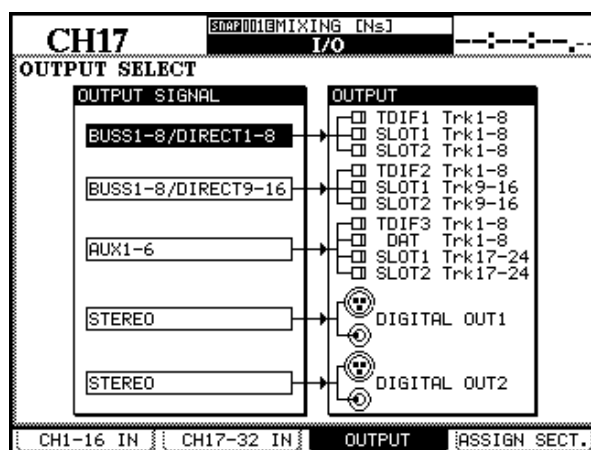 CH17
SNAP001 MIXING [Ns]
I/O
--:--:--.--
OUTPUT SELECT
OUTPUT SIGNAL
OUTPUT
BUSS1-8/DIRECT1-8
TDIF1 Trk1-8
SLOT1 Trk1-8
SLOT2 Trk1-8
BUSS1-8/DIRECT9-16
TDIF2 Trk1-8
SLOT1 Trk9-16
SLOT2 Trk9-16
AUX1-6
TDIF3 Trk1-8
DAT Trk1-8
SLOT1 Trk17-24
SLOT2 Trk17-24
STEREO
DIGITAL OUT1
STEREO
DIGITAL OUT2
CH1-16 IN
CH17-32 IN
OUTPUT
ASSIGN SECT.